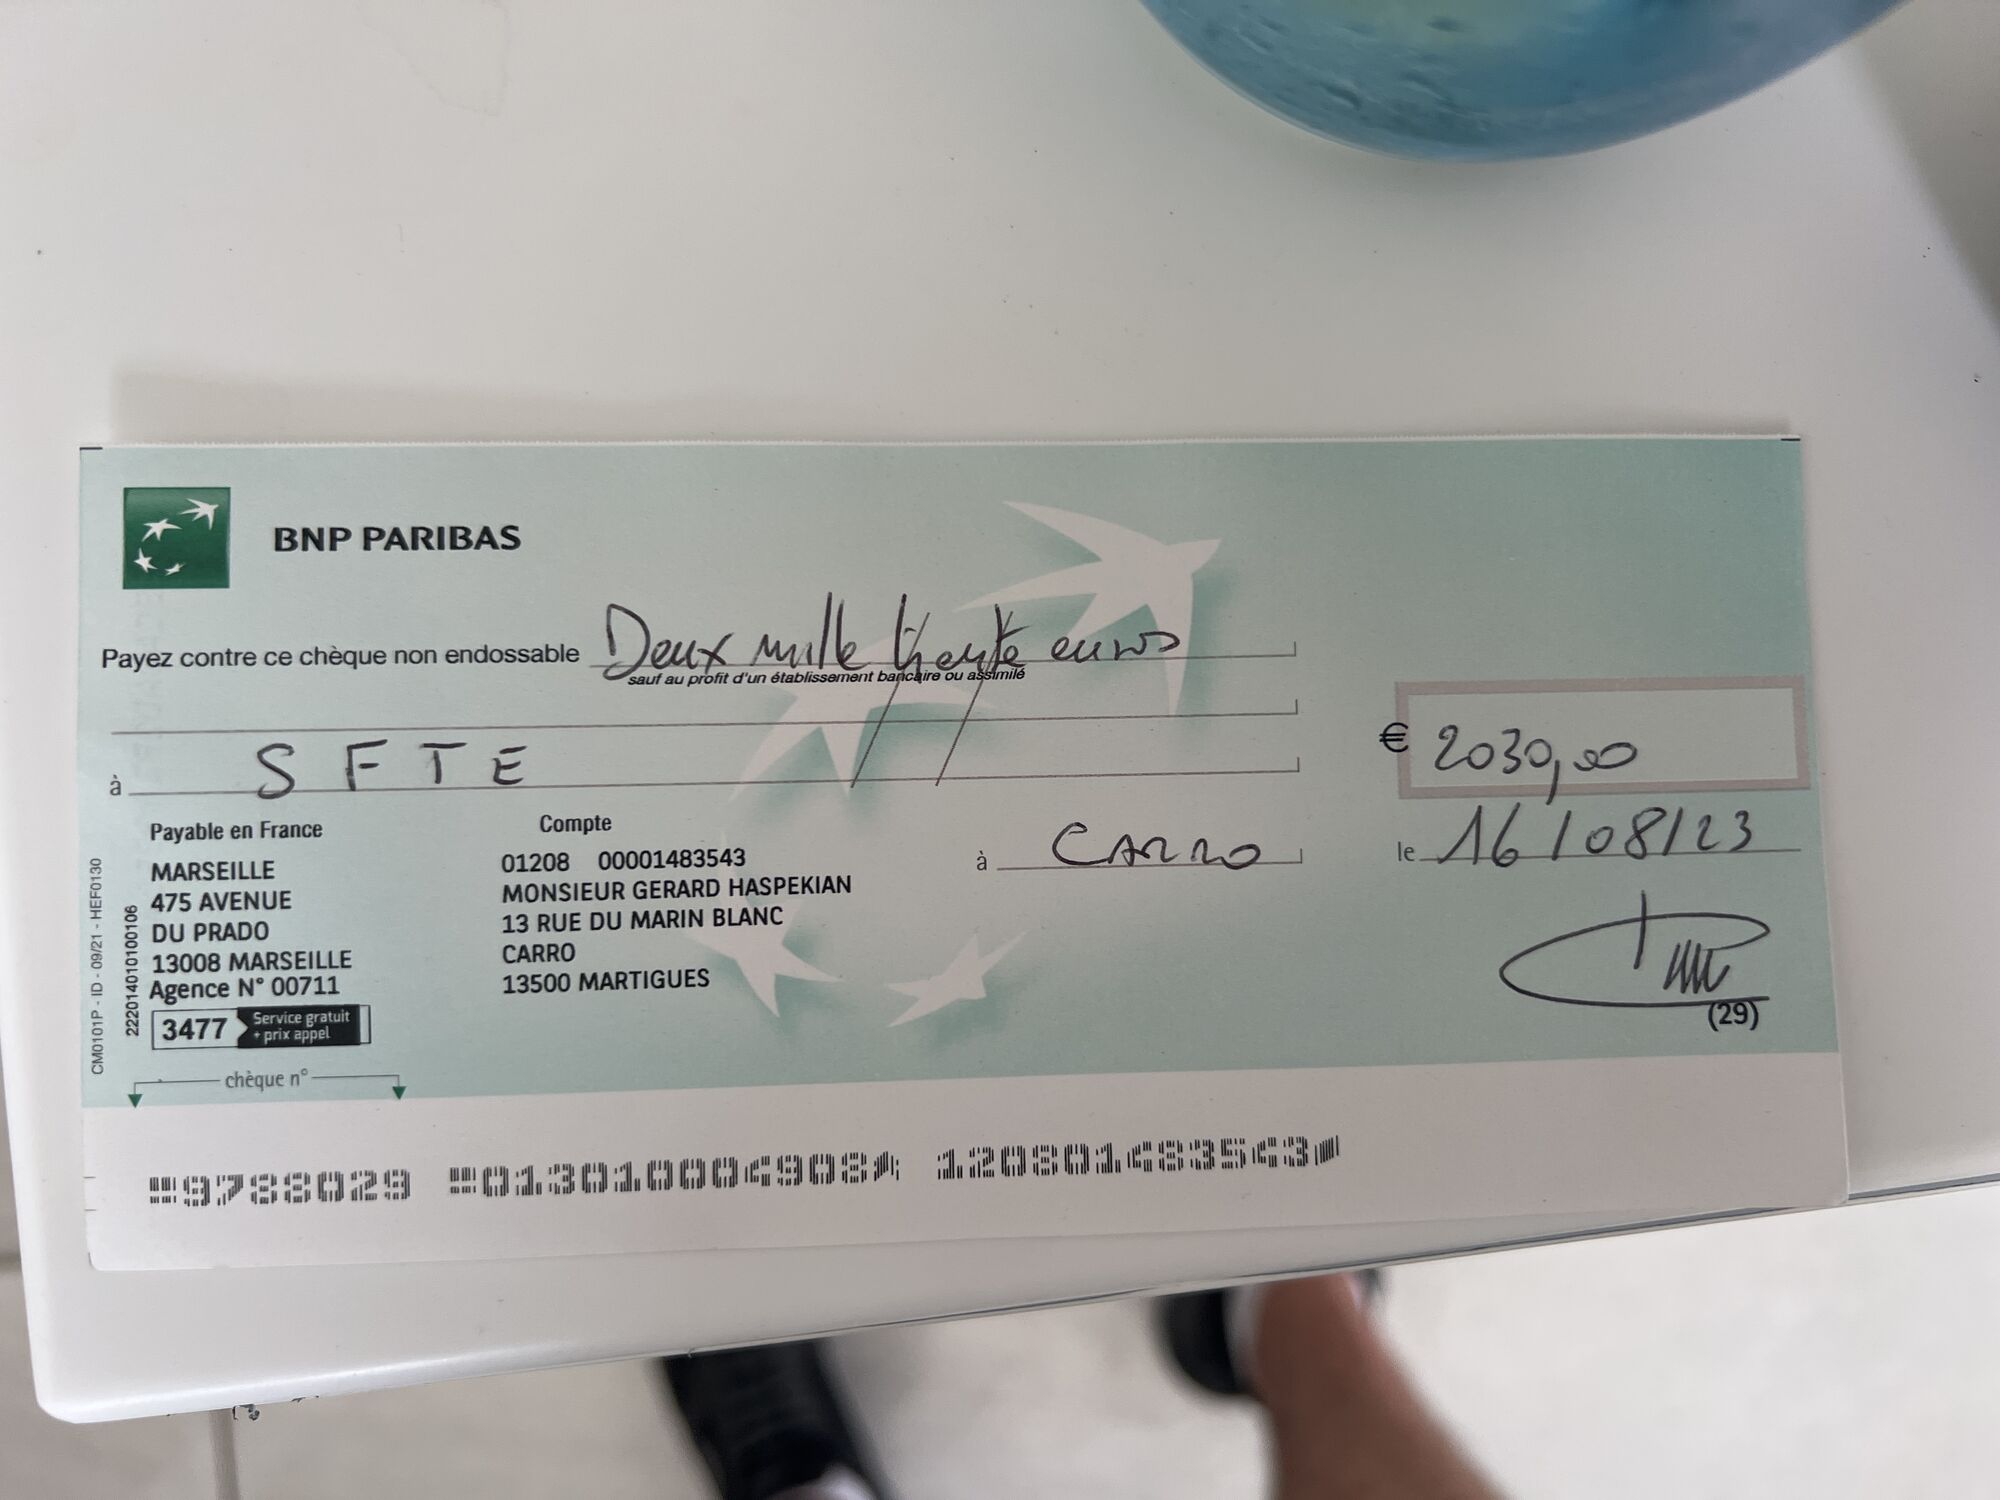 BNP PARIBAS
Payez contre ce chèque non endossable Deux mille trente euros
sauf au profit d'un établissement bancaire ou assimilé
€ 2030,00
à SFTE
Payable en France
MARSEILLE
475 AVENUE
DU PRADO
13008 MARSEILLE
Agence N° 00711
3477 Service gratuit
+ prix appel
Compte
01208 00001483543
MONSIEUR GERARD HASPEKIAN
13 RUE DU MARIN BLANC
CARRO
13500 MARTIGUES
à CARRO
le 16/08/23
(29)
CM0101P - ID - 09/21 - HEF0130
222014010100106
chèque n°
9788029 013010004908 120801483543